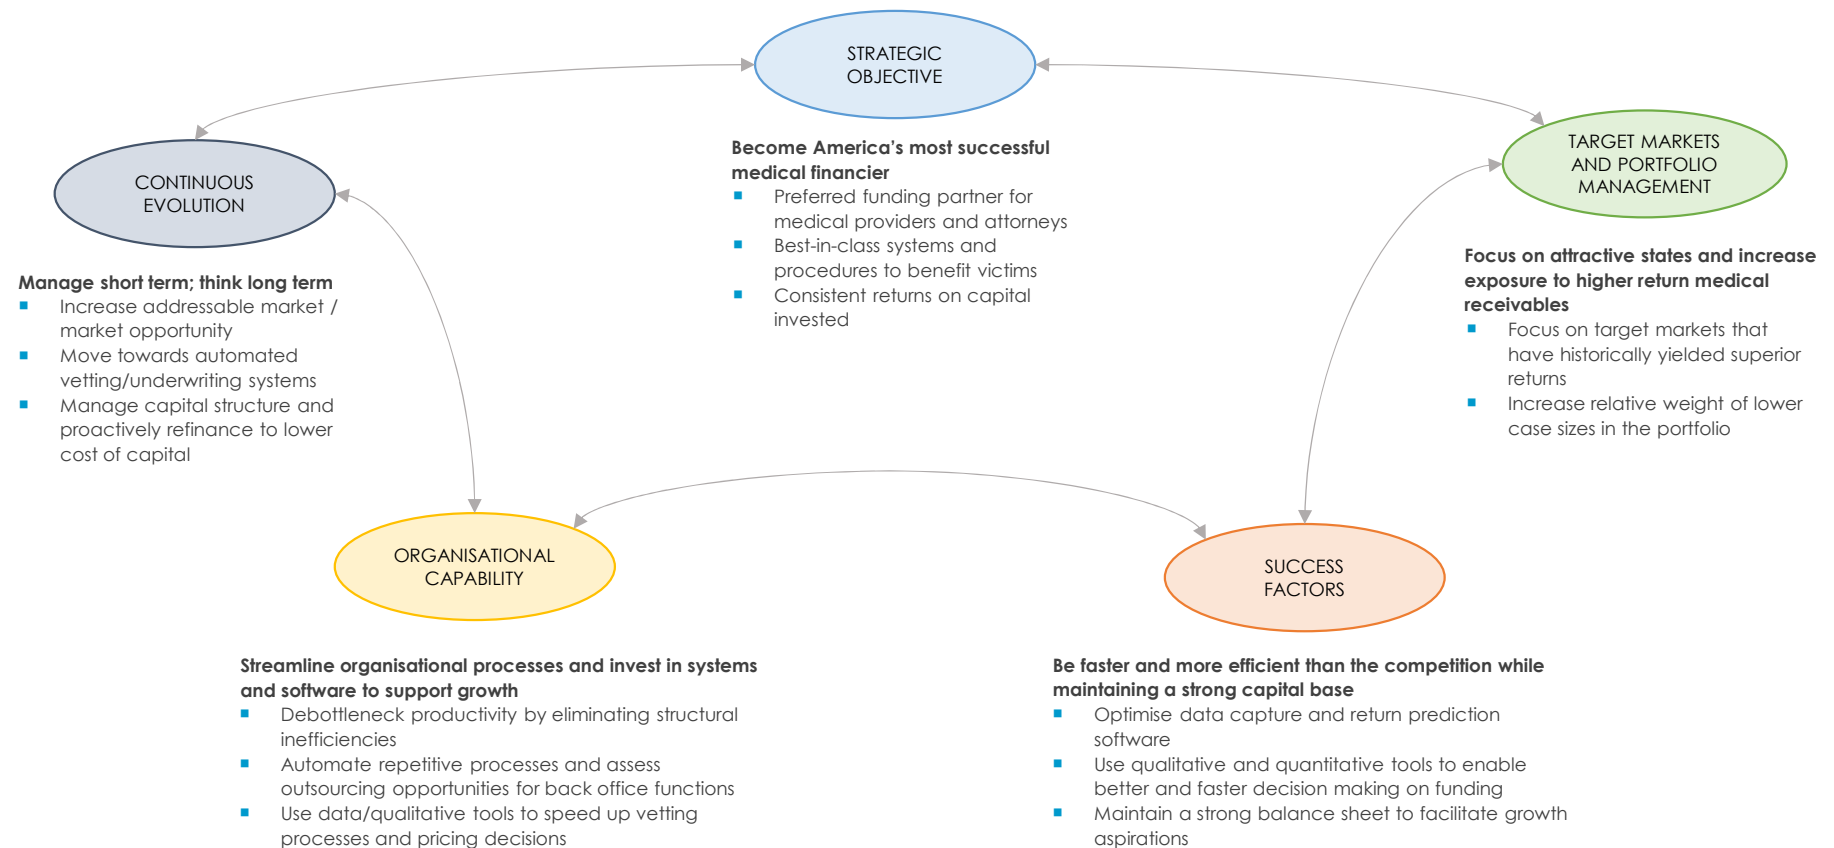 STRATEGIC
OBJECTIVE
Become America’s most successful
medical financier
Preferred funding partner for
medical providers and attorneys
Best-in-class systems and
procedures to benefit victims
Consistent returns on capital
invested
TARGET MARKETS
AND PORTFOLIO
MANAGEMENT
Focus on attractive states and increase
exposure to higher return medical
receivables
Focus on target markets that
have historically yielded superior
returns
Increase relative weight of lower
case sizes in the portfolio
CONTINUOUS
EVOLUTION
Manage short term; think long term
Increase addressable market /
market opportunity
Move towards automated
vetting/underwriting systems
Manage capital structure and
proactively refinance to lower
cost of capital
ORGANISATIONAL
CAPABILITY
Streamline organisational processes and invest in systems
and software to support growth
Debottleneck productivity by eliminating structural
inefficiencies
Automate repetitive processes and assess
outsourcing opportunities for back office functions
Use data/qualitative tools to speed up vetting
processes and pricing decisions
SUCCESS
FACTORS
Be faster and more efficient than the competition while
maintaining a strong capital base
Optimise data capture and return prediction
software
Use qualitative and quantitative tools to enable
better and faster decision making on funding
Maintain a strong balance sheet to facilitate growth
aspirations